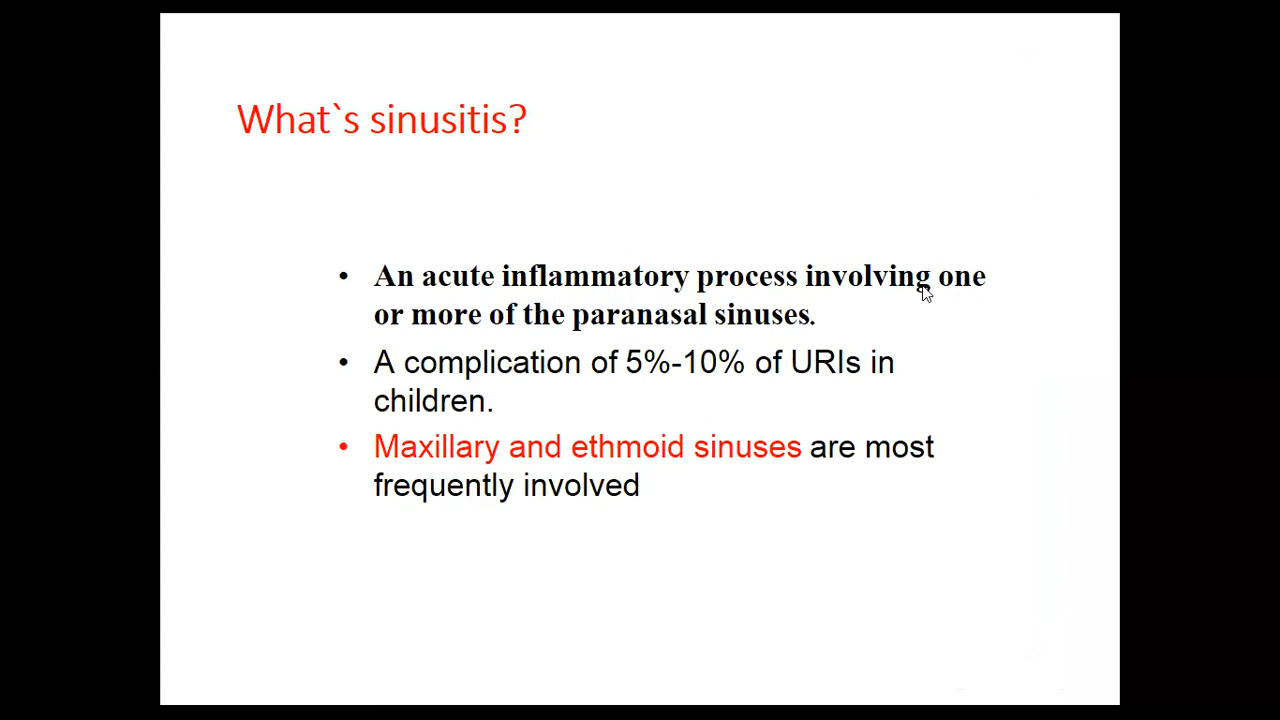 What`s sinusitis?
• An acute inflammatory process involving one
or more of the paranasal sinuses.
• A complication of 5%-10% of URIs in
children.
• Maxillary and ethmoid sinuses are most
frequently involved